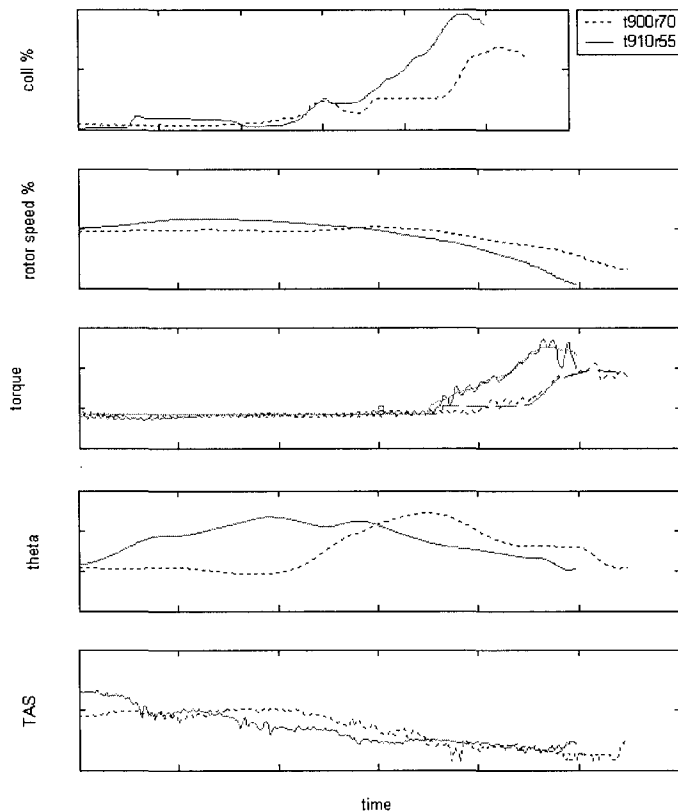 t900r70
t910r55
coll %
rotor speed %
torque
theta
TAS
time